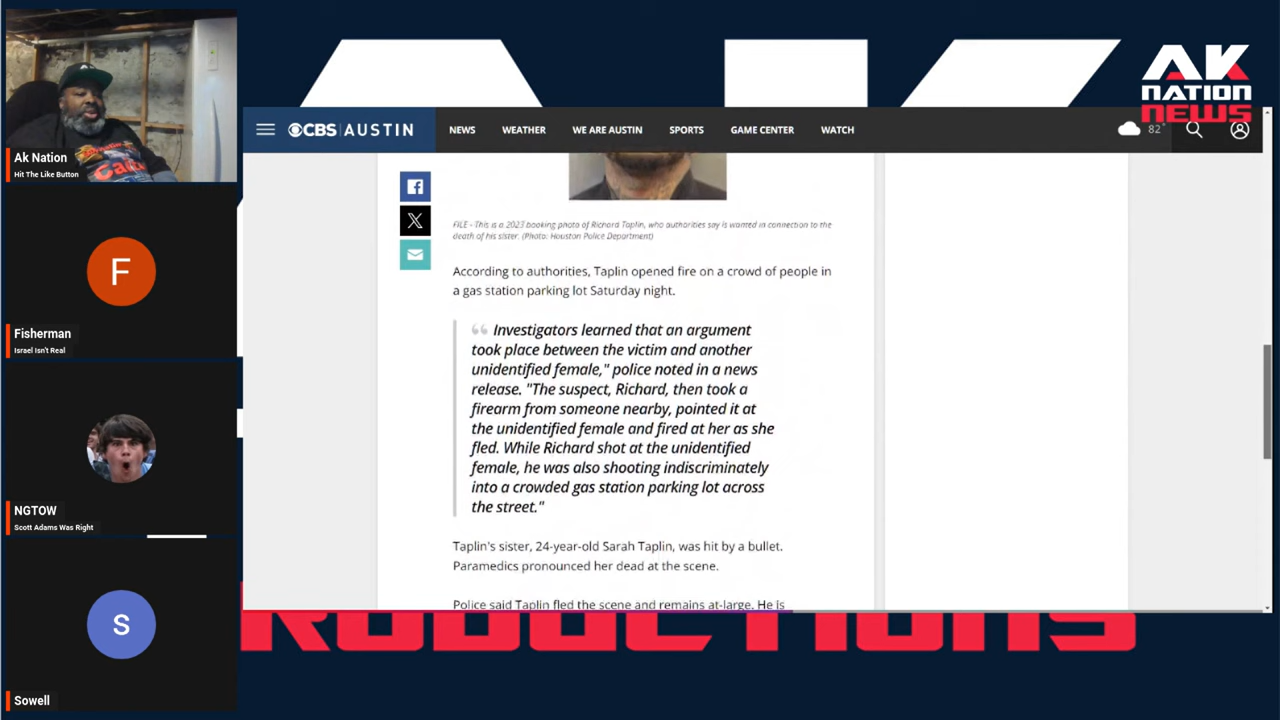 Ak Nation
Hit The Like Button
F
Fisherman
Israel Isn't Real
NGTOW
Scott Adams Was Right
S
Sowell
AK
NATION
NEWS
CBS AUSTIN
NEWS
WEATHER
WE ARE AUSTIN
SPORTS
GAME CENTER
WATCH
82°
FILE - This is a 2023 booking photo of Richard Taplin, who authorities say is wanted in connection to the
death of his sister. (Photo: Houston Police Department)
According to authorities, Taplin opened fire on a crowd of people in
a gas station parking lot Saturday night.
Investigators learned that an argument
took place between the victim and another
unidentified female," police noted in a news
release. "The suspect, Richard, then took a
firearm from someone nearby, pointed it at
the unidentified female and fired at her as she
fled. While Richard shot at the unidentified
female, he was also shooting indiscriminately
into a crowded gas station parking lot across
the street."
Taplin's sister, 24-year-old Sarah Taplin, was hit by a bullet.
Paramedics pronounced her dead at the scene.
Police said Taplin fled the scene and remains at-large. He is